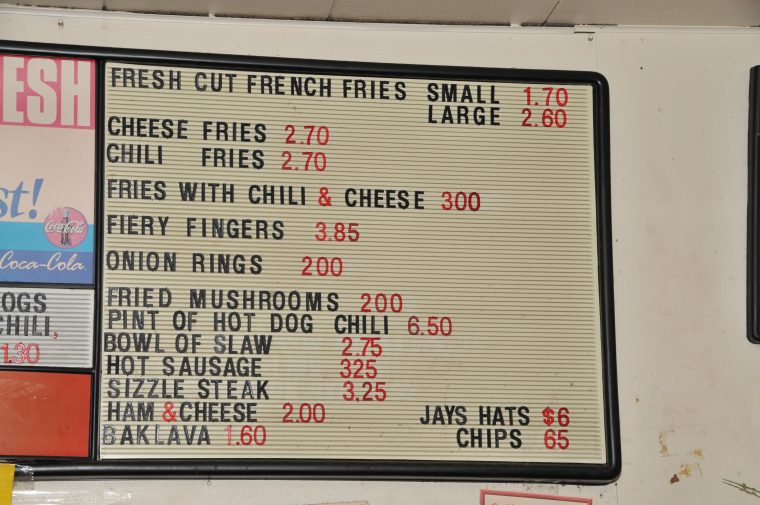 ESH
st!
Coca-Cola
Coca-Cola
OGS
CHILI,
1.30
FRESH CUT FRENCH FRIES SMALL 1.70
LARGE 2.60
CHEESE FRIES 2.70
CHILI FRIES 2.70
FRIES WITH CHILI & CHEESE 300
FIERY FINGERS 3.85
ONION RINGS 200
FRIED MUSHROOMS 200
PINT OF HOT DOG CHILI 6.50
BOWL OF SLAW 2.75
HOT SAUSAGE 325
SIZZLE STEAK 3.25
HAM & CHEESE 2.00
BAKLAVA 1.60
JAYS HATS $6
CHIPS 65